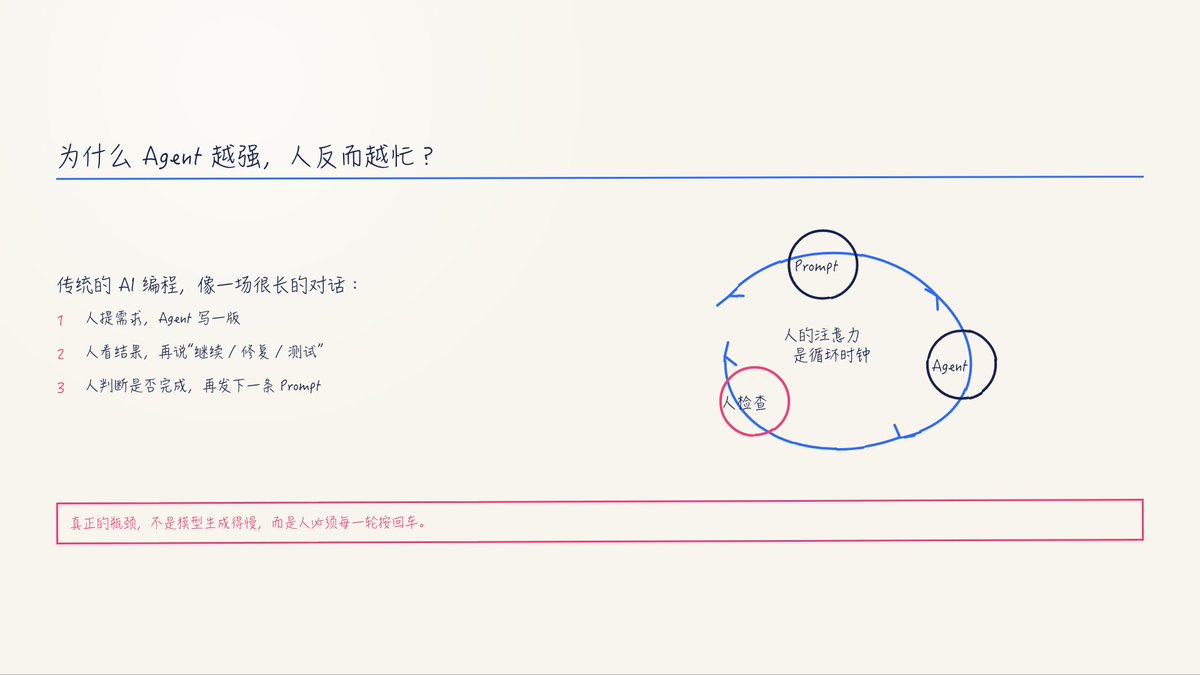 为什么 Agent 越强，人反而越忙？
传统的 AI 编程，像一场很长的对话：
1 人提需求，Agent 写一版
2 人看结果，再说“继续 / 修复 / 测试”
3 人判断是否完成，再发下一条 Prompt
Prompt
人的注意力
是循环时钟
Agent
人检查
真正的瓶颈，不是模型生成得慢，而是人必须每一轮按回车。